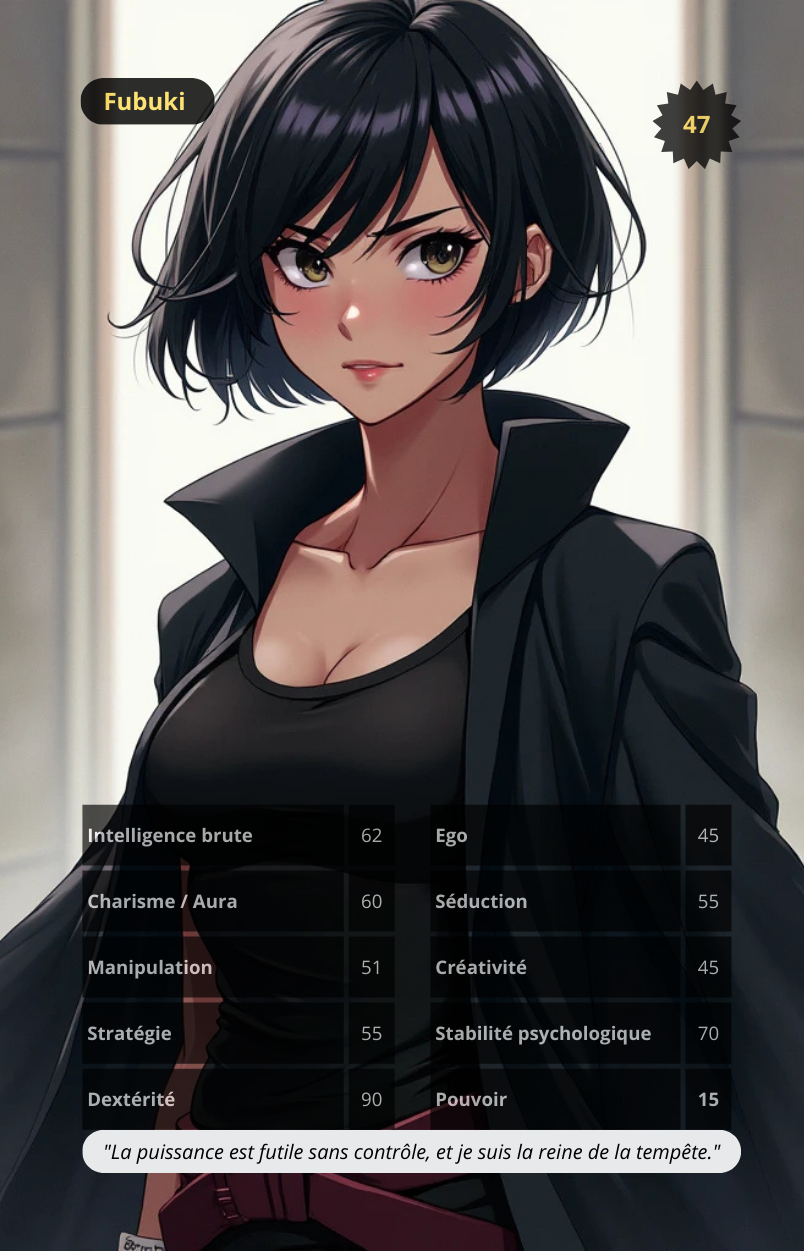 Fubuki
47
Intelligence brute 62
Ego 45
Charisme / Aura 60
Séduction 55
Manipulation 51
Créativité 45
Stratégie 55
Stabilité psychologique 70
Dextérité 90
Pouvoir 15
"La puissance est futile sans contrôle, et je suis la reine de la tempête."